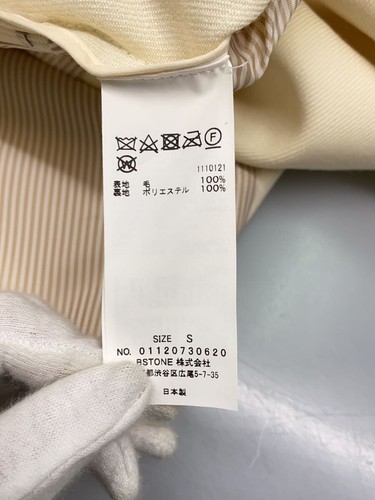 F
W
1110121
表地 毛 100%
裏地 ポリエステル 100%
SIZE S
NO. 01120730620
BSTONE 株式会社
都渋谷区広尾5-7-35
日本製